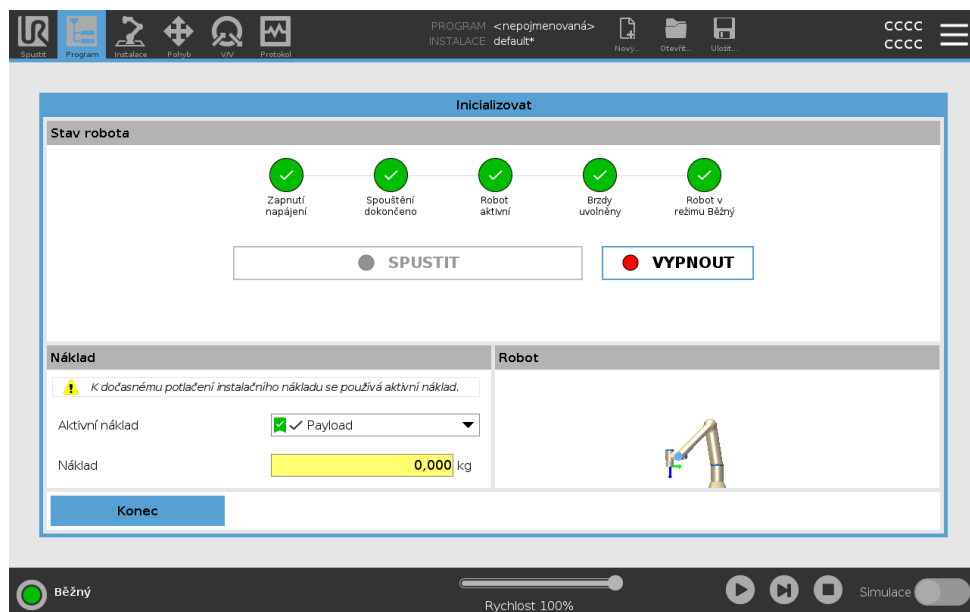 PROGRAM <nepojmenovaná>
INSTALACE default*
CCCC
CCCC
Spustit
Program
Instalace
Pohyb
V/V
Protokol
Nový...
Otevřít...
Uložit...
Inicializovat
Stav robota
Zapnutí
napájení
Spouštění
dokončeno
Robot
aktivní
Brzdy
uvolněny
Robot v
režimu Běžný
SPUSTIT
VYPNOUT
Náklad
Robot
K dočasnému potlačení instalačního nákladu se používá aktivní náklad.
Aktivní náklad
Payload
Náklad
0,000 kg
Konec
Běžný
Rychlost 100%
Simulace